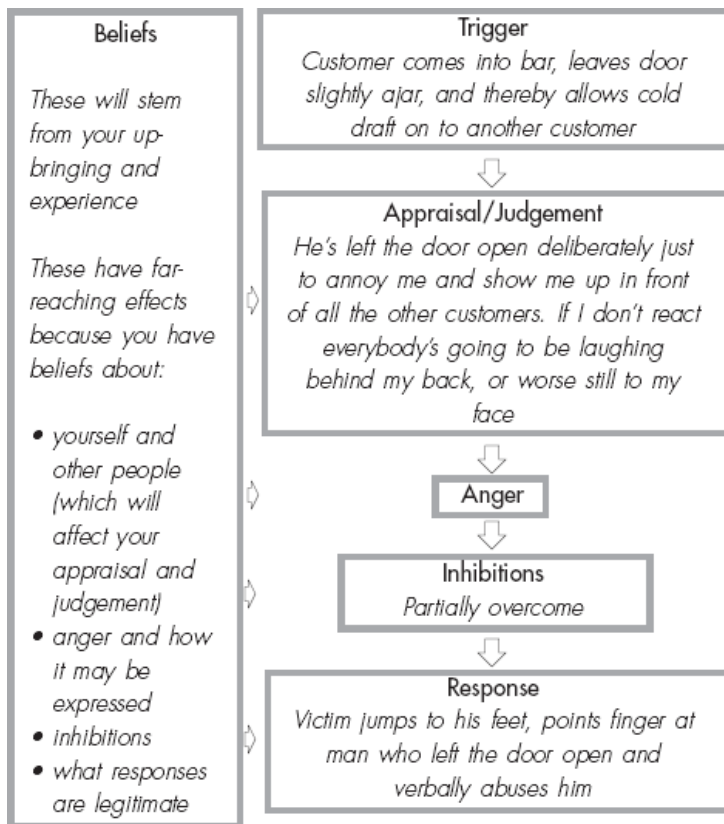 Beliefs
These will stem
from your up-
bringing and
experience
These have far-
reaching effects
because you have
beliefs about:
• yourself and
other people
(which will
affect your
appraisal and
judgement)
• anger and how
it may be
expressed
• inhibitions
• what responses
are legitimate
Trigger
Customer comes into bar, leaves door
slightly ajar, and thereby allows cold
draft on to another customer
Appraisal/Judgement
He's left the door open deliberately just
to annoy me and show me up in front
of all the other customers. If I don't react
everybody's going to be laughing
behind my back, or worse still to my
face
Anger
Inhibitions
Partially overcome
Response
Victim jumps to his feet, points finger at
man who left the door open and
verbally abuses him